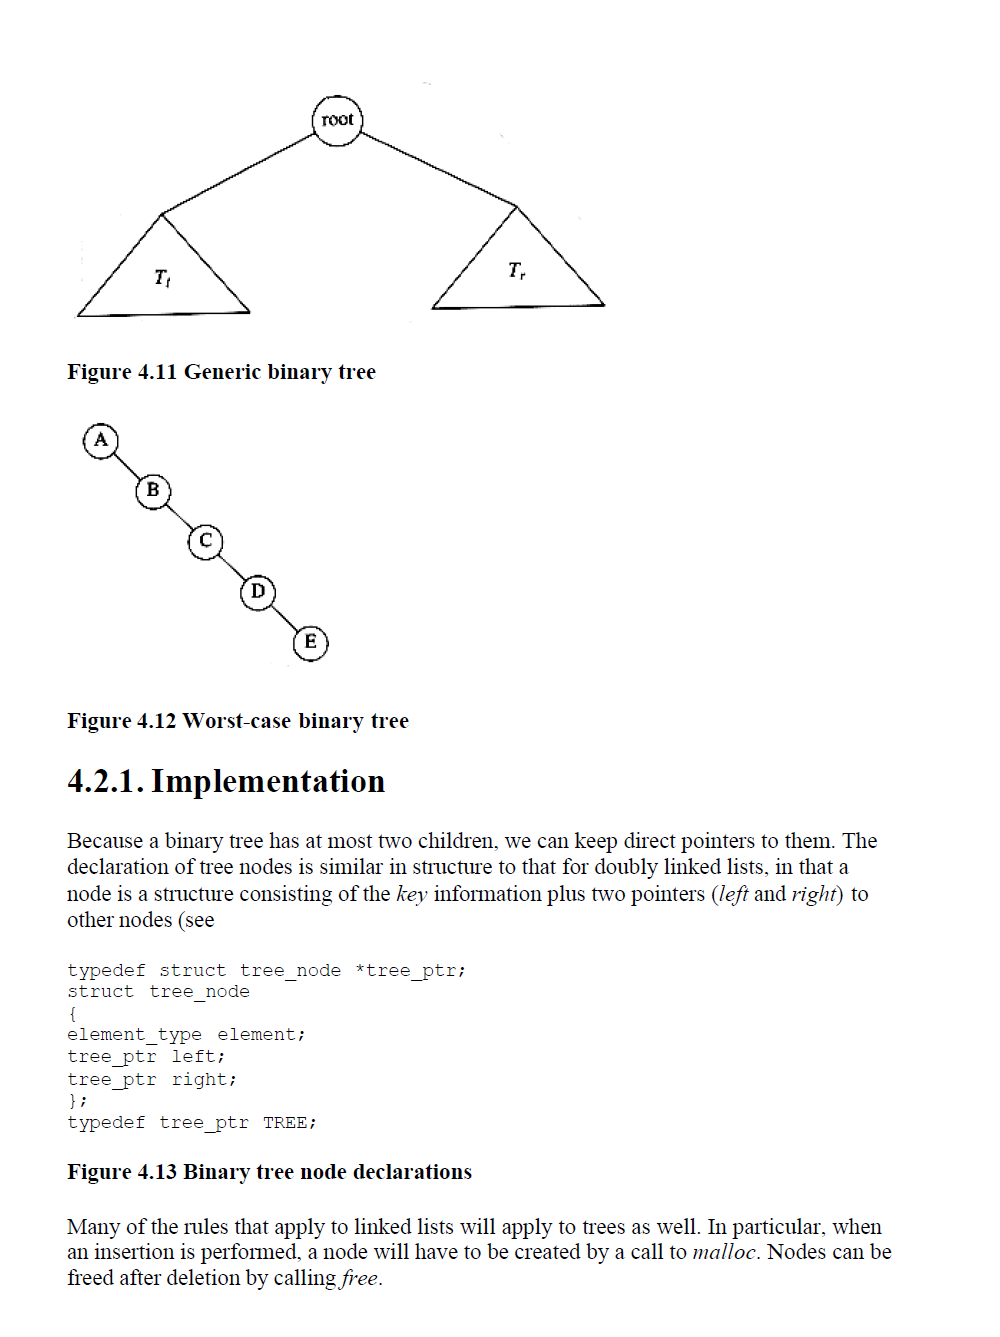 root
T_l
T_r
Figure 4.11 Generic binary tree
A
B
C
D
E
Figure 4.12 Worst-case binary tree
4.2.1. Implementation
Because a binary tree has at most two children, we can keep direct pointers to them. The
declaration of tree nodes is similar in structure to that for doubly linked lists, in that a
node is a structure consisting of the key information plus two pointers (left and right) to
other nodes (see
typedef struct tree_node *tree_ptr;
struct tree_node
{
element_type element;
tree_ptr left;
tree_ptr right;
};
typedef tree_ptr TREE;
Figure 4.13 Binary tree node declarations
Many of the rules that apply to linked lists will apply to trees as well. In particular, when
an insertion is performed, a node will have to be created by a call to malloc. Nodes can be
freed after deletion by calling free.